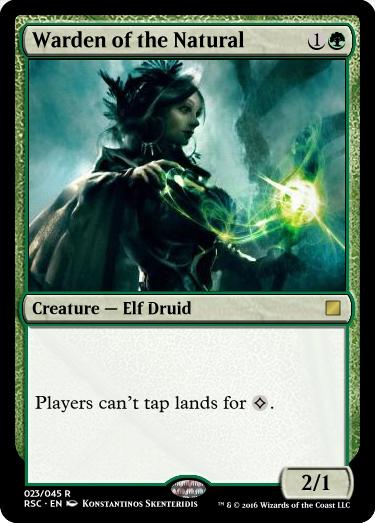 Warden of the Natural 1
Creature — Elf Druid
Players can't tap lands for .
2/1
023/045 R
RSC • EN Konstantinos Skenteridis
™ & © 2016 Wizards of the Coast LLC